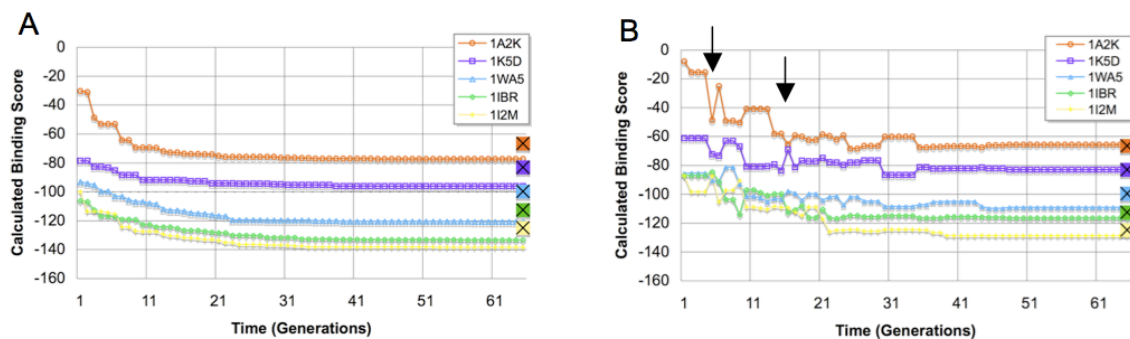 A
Calculated Binding Score
0
-20
-40
-60
-80
-100
-120
-140
-160
1 11 21 31 41 51 61
Time (Generations)
1A2K
1K5D
1WA5
1IBR
1I2M
B
Calculated Binding Score
0
-20
-40
-60
-80
-100
-120
-140
-160
1 11 21 31 41 51 61
Time (Generations)
1A2K
1K5D
1WA5
1IBR
1I2M